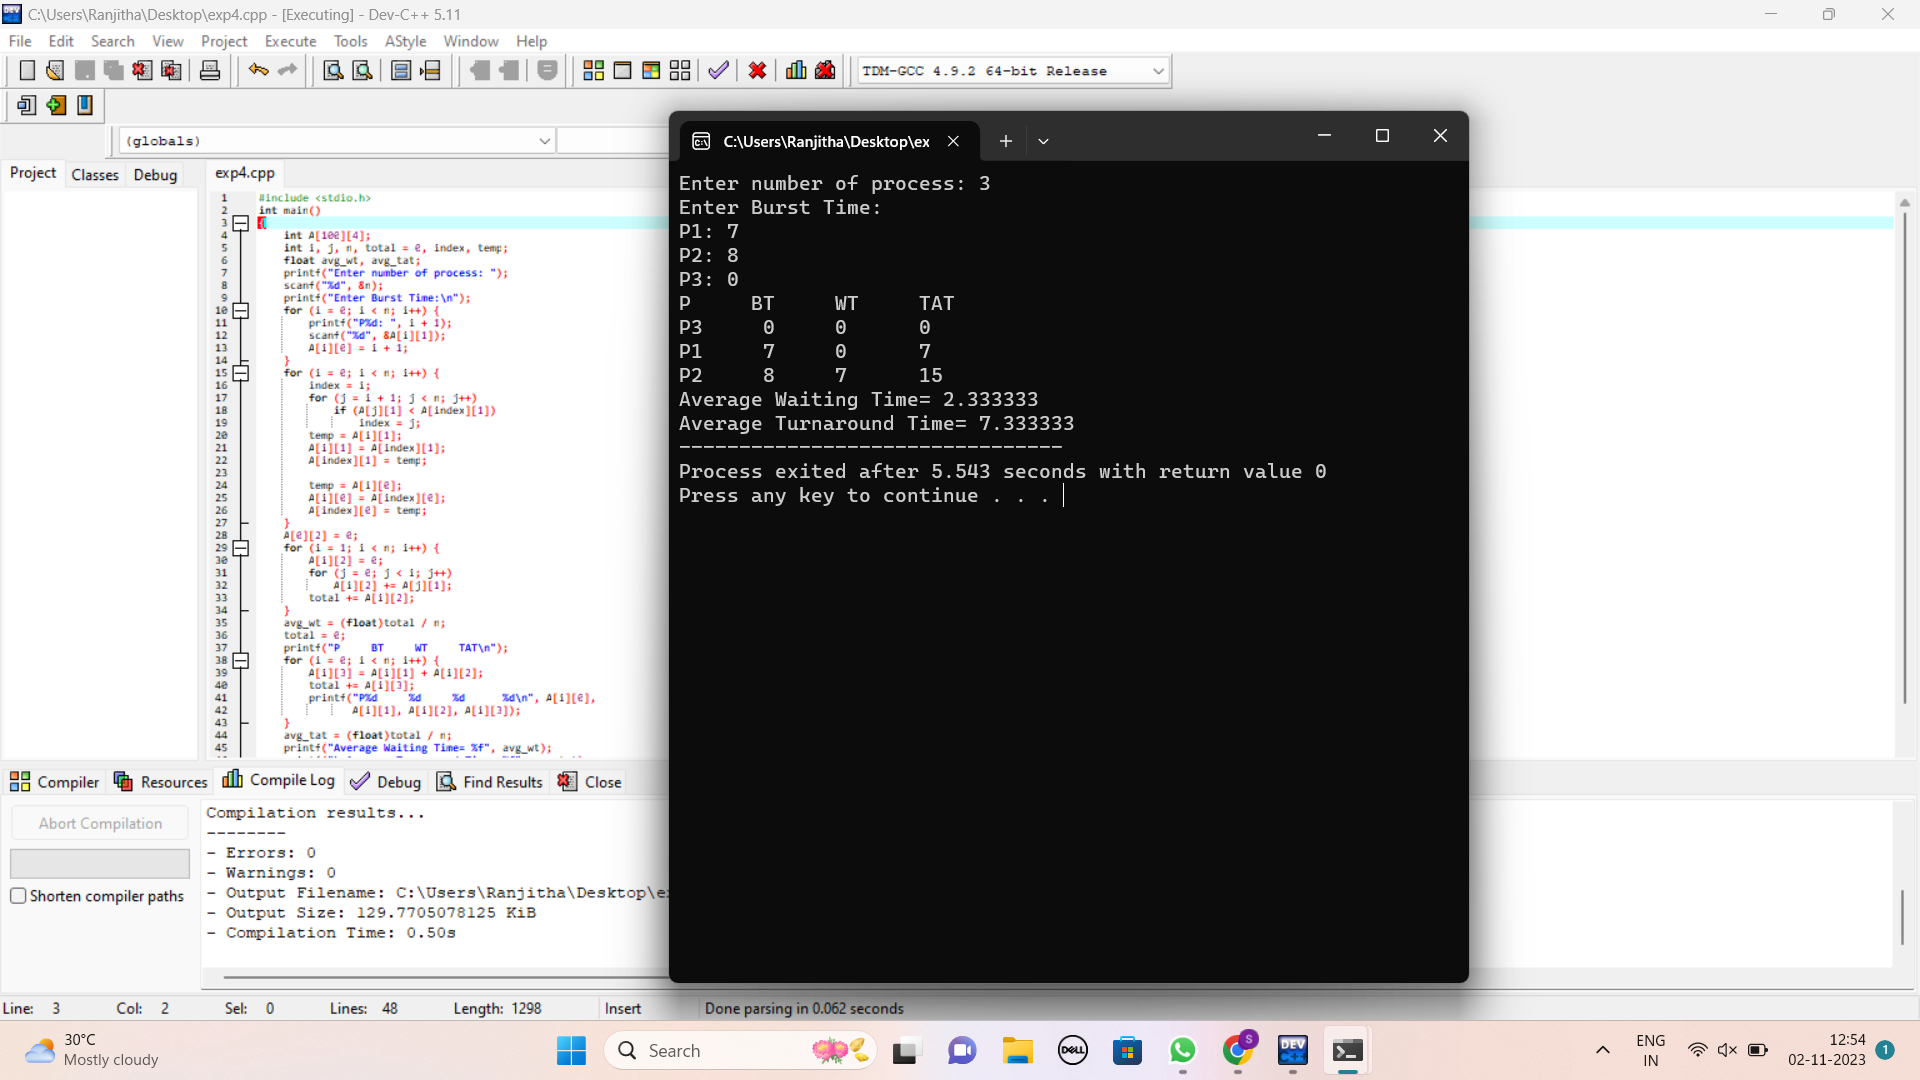 C:\Users\Ranjitha\Desktop\exp4.cpp - [Executing] - Dev-C++ 5.11
File Edit Search View Project Execute Tools AStyle Window Help
TDM-GCC 4.9.2 64-bit Release
(globals)
Project Classes Debug
exp4.cpp
1 #include <stdio.h>
2 int main()
3 {
4 int A[100][4];
5 int i, j, n, total = 0, index, temp;
6 float avg_wt, avg_tat;
7 printf("Enter number of process: ");
8 scanf("%d", &n);
9 printf("Enter Burst Time:\n");
10 for (i = 0; i < n; i++) {
11 printf("P%d: ", i + 1);
12 scanf("%d", &A[i][1]);
13 A[i][0] = i + 1;
14 }
15 for (i = 0; i < n; i++) {
16 index = i;
17 for (j = i + 1; j < n; j++)
18 if (A[j][1] < A[index][1])
19 index = j;
20 temp = A[i][1];
21 A[i][1] = A[index][1];
22 A[index][1] = temp;
23
24 temp = A[i][0];
25 A[i][0] = A[index][0];
26 A[index][0] = temp;
27 }
28 A[0][2] = 0;
29 for (i = 1; i < n; i++) {
30 A[i][2] = 0;
31 for (j = 0; j < i; j++)
32 A[i][2] += A[j][1];
33 total += A[i][2];
34 }
35 avg_wt = (float)total / n;
36 total = 0;
37 printf("P     BT     WT     TAT\n");
38 for (i = 0; i < n; i++) {
39 A[i][3] = A[i][1] + A[i][2];
40 total += A[i][3];
41 printf("P%d     %d     %d      %d\n", A[i][0],
42 A[i][1], A[i][2], A[i][3]);
43 }
44 avg_tat = (float)total / n;
45 printf("Average Waiting Time= %f", avg_wt);
C:\Users\Ranjitha\Desktop\ex
Enter number of process: 3
Enter Burst Time:
P1: 7
P2: 8
P3: 0
P     BT     WT     TAT
P3     0     0      0
P1     7     0      7
P2     8     7      15
Average Waiting Time= 2.333333
Average Turnaround Time= 7.333333
--------------------------------
Process exited after 5.543 seconds with return value 0
Press any key to continue . . .
Compiler Resources Compile Log Debug Find Results Close
Abort Compilation
Shorten compiler paths
Compilation results...
--------
- Errors: 0
- Warnings: 0
- Output Filename: C:\Users\Ranjitha\Desktop\e
- Output Size: 129.7705078125 KiB
- Compilation Time: 0.50s
Line: 3 Col: 2 Sel: 0 Lines: 48 Length: 1298 Insert Done parsing in 0.062 seconds
30°C
Mostly cloudy
Search
DELL
DEV
S
ENG
IN
12:54
02-11-2023
1